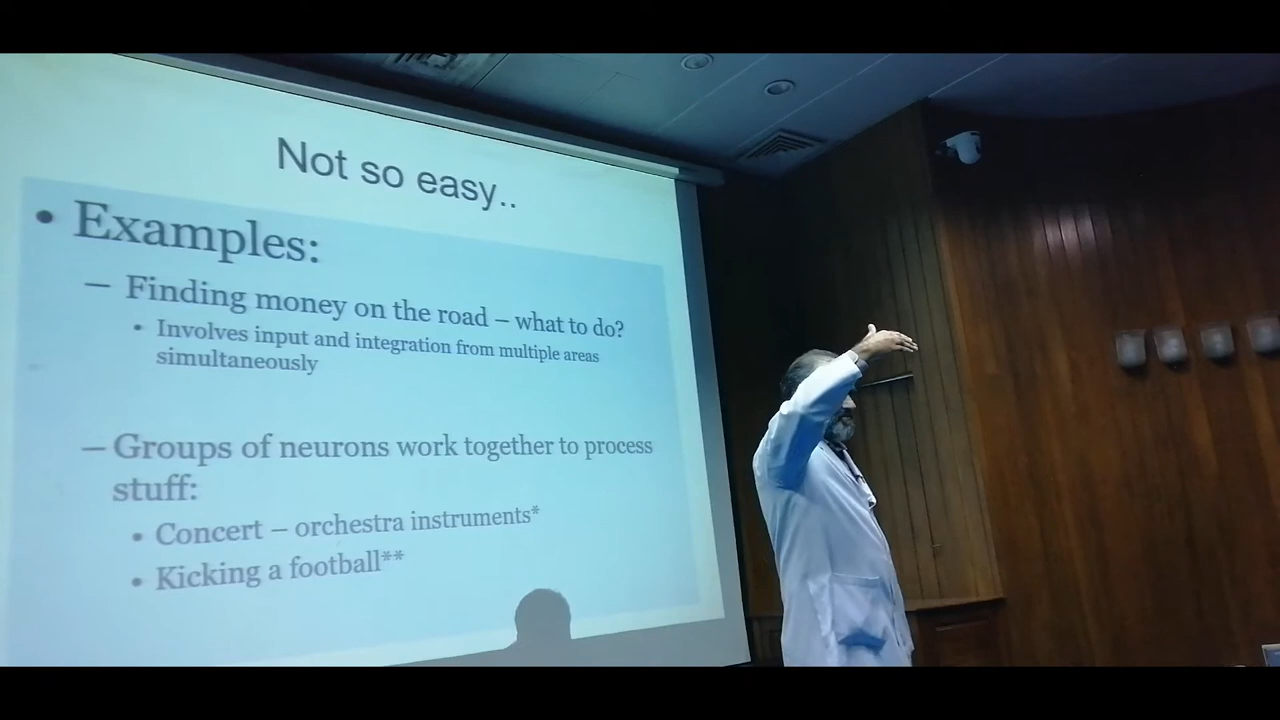 Not so easy..
• Examples:
– Finding money on the road – what to do?
• Involves input and integration from multiple areas
simultaneously
– Groups of neurons work together to process
stuff:
• Concert – orchestra instruments*
• Kicking a football**